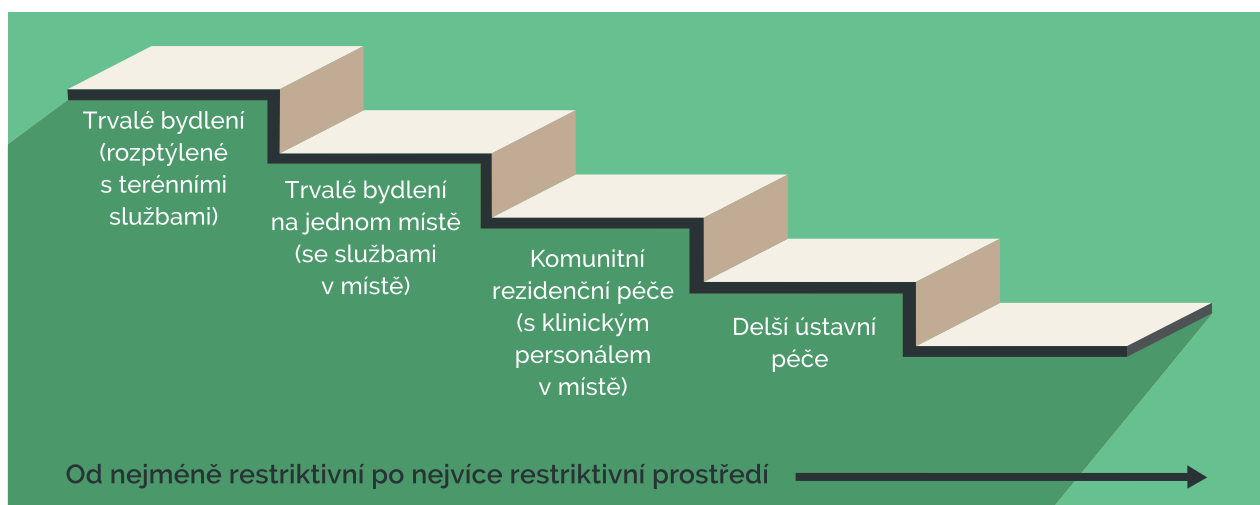 Trvalé bydlení
(rozptýlené
s terénními
službami)
Trvalé bydlení
na jednom místě
(se službami
v místě)
Komunitní
rezidenční péče
(s klinickým
personálem
v místě)
Delší ústavní
péče
Od nejméně restriktivní po nejvíce restriktivní prostředí